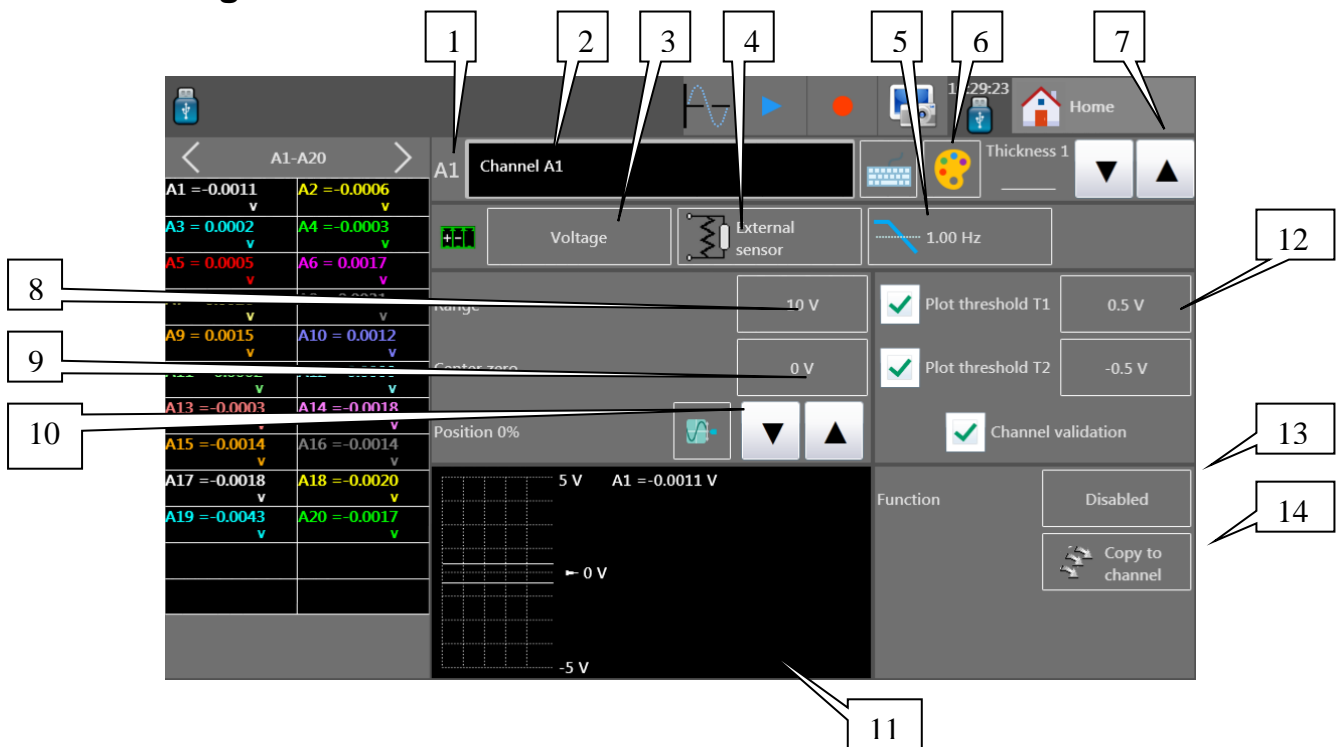 1 2 3 4 5 6 7
:29:23
Home
A1-A20
A1 Channel A1
Thickness 1
A1 =-0.0011 V
A2 =-0.0006 V
A3 = 0.0002 V
A4 =-0.0003 V
A5 = 0.0005 V
A6 = 0.0017 V
V
V
A9 = 0.0015 V
A10 = 0.0012 V
V
V
A13 =-0.0003 V
A14 =-0.0018 V
A15 =-0.0014 V
A16 =-0.0014 V
A17 =-0.0018 V
A18 =-0.0020 V
A19 =-0.0043 V
A20 =-0.0017 V
Voltage
External
sensor
1.00 Hz
8
Range 10 V
9
Center zero 0 V
10
Position 0%
12
Plot threshold T1 0.5 V
Plot threshold T2 -0.5 V
Channel validation
13
Function Disabled
14
Copy to
channel
5 V A1 =-0.0011 V
0 V
-5 V
11